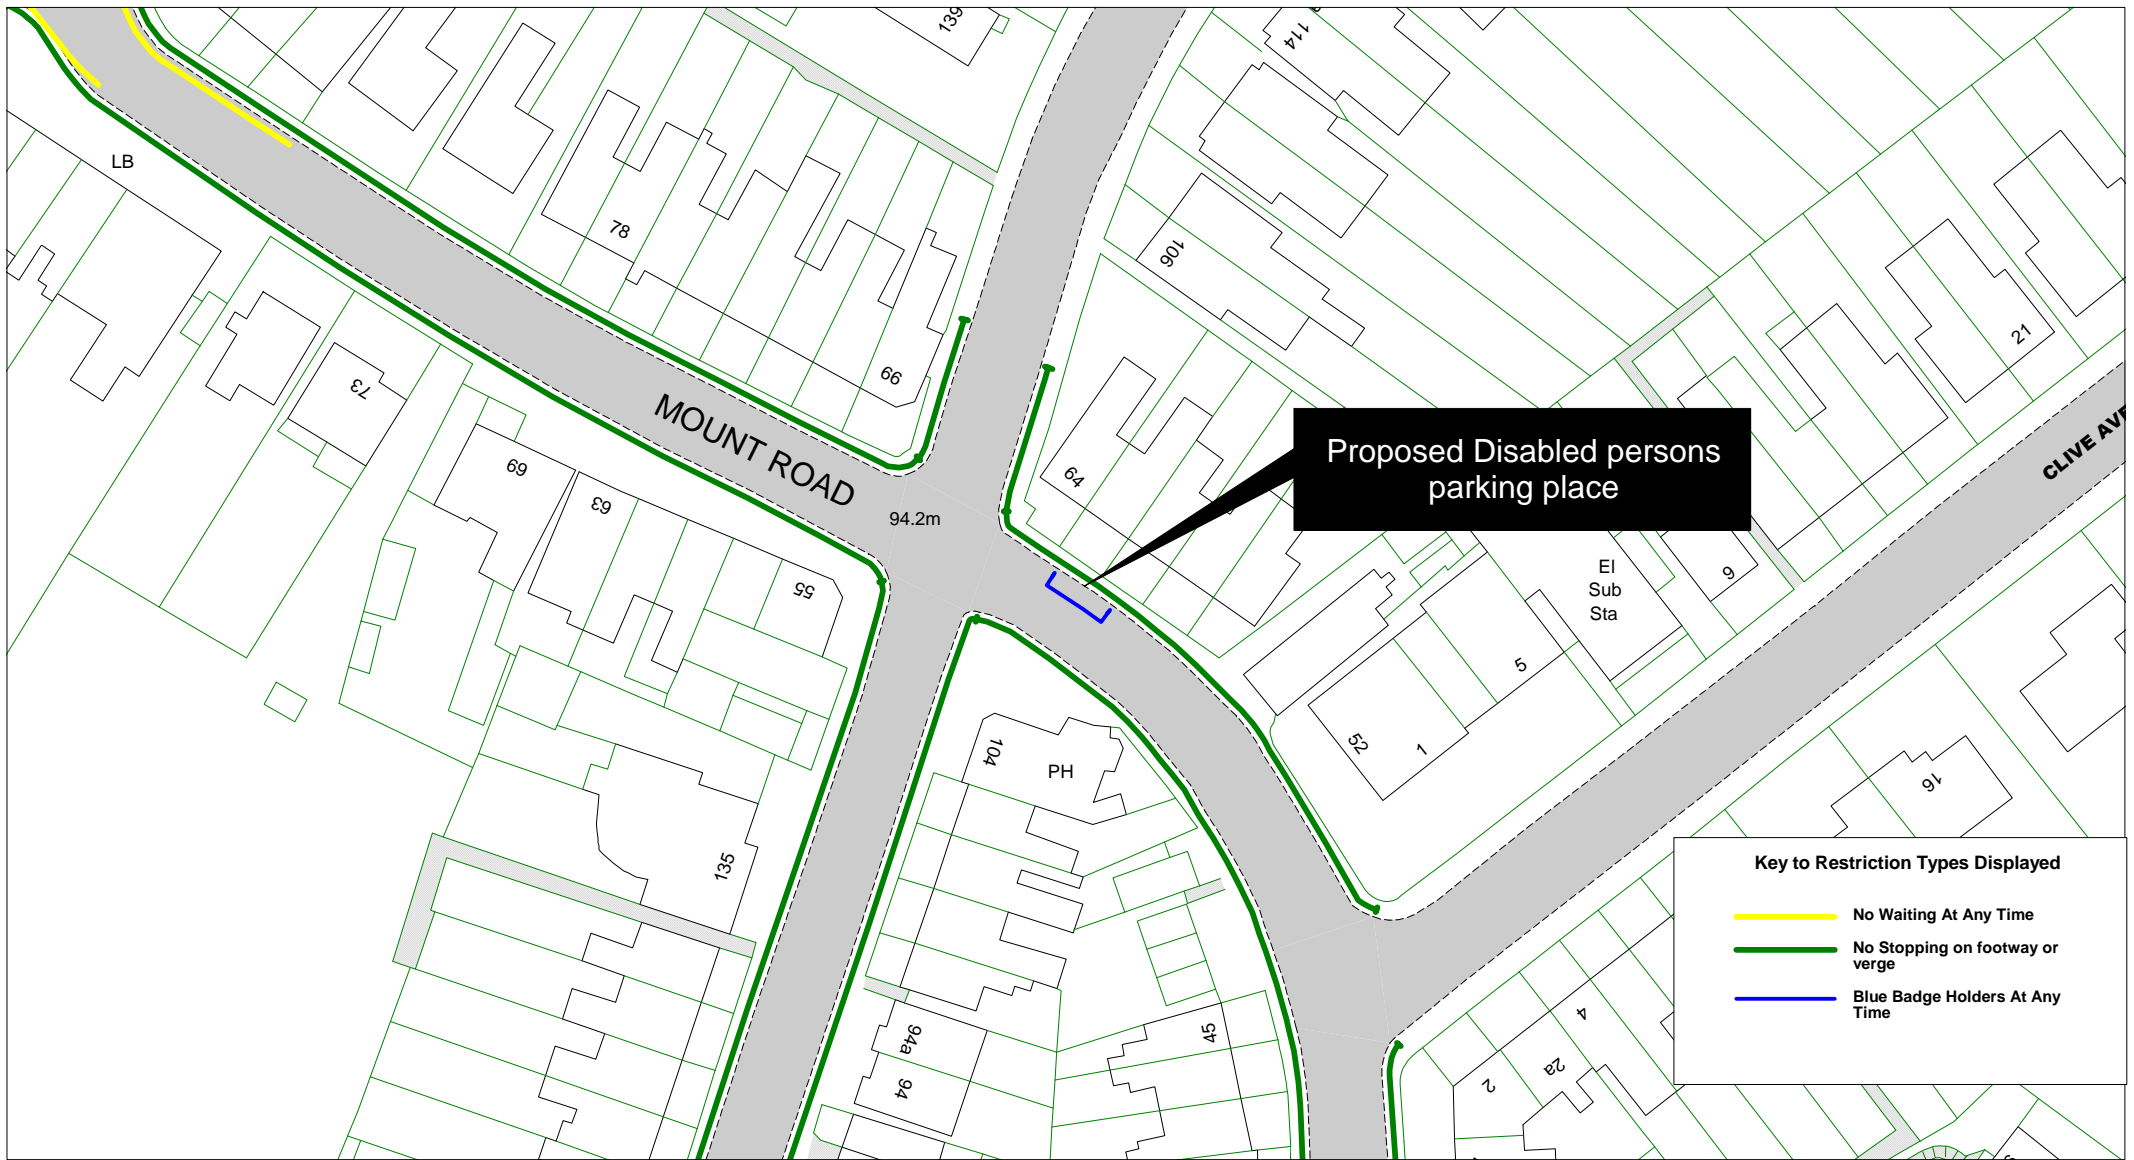 139
114
LB
78
106
21
73
66
CLIVE AVE
MOUNT ROAD
Proposed Disabled persons
parking place
69
64
63
94.2m
55
El
Sub
Sta
9
5
52
1
104
PH
16
135
Key to Restriction Types Displayed
No Waiting At Any Time
No Stopping on footway or
verge
Blue Badge Holders At Any
Time
94a
45
4
2a
2
94